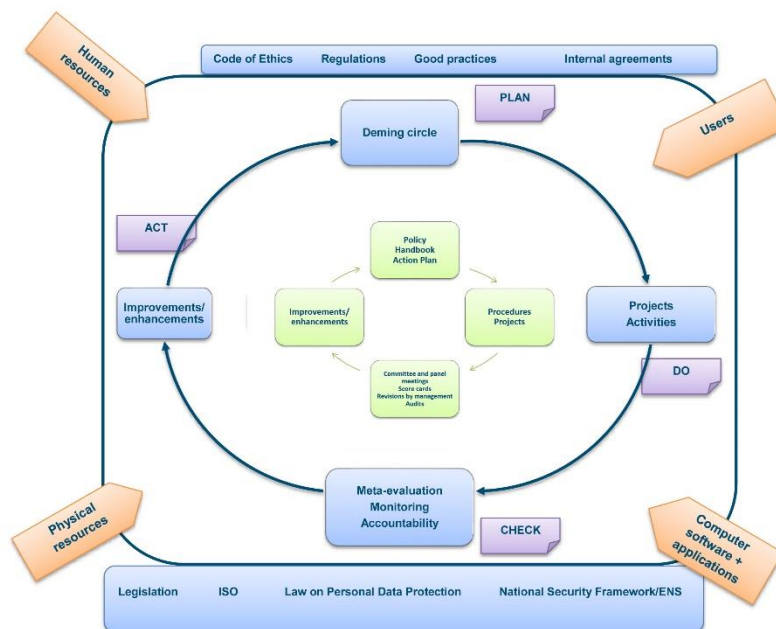 Code of Ethics Regulations Good practices Internal agreements
Human
resources
PLAN
Users
Deming circle
ACT
Policy
Handbook
Action Plan
Improvements/
enhancements
Improvements/
enhancements
Procedures
Projects
Projects
Activities
Committee and panel
meetings
Score cards
Revisions by management
Audits
DO
Meta-evaluation
Monitoring
Accountability
CHECK
Physical
resources
Computer
software +
applications
Legislation ISO Law on Personal Data Protection National Security Framework/ENS